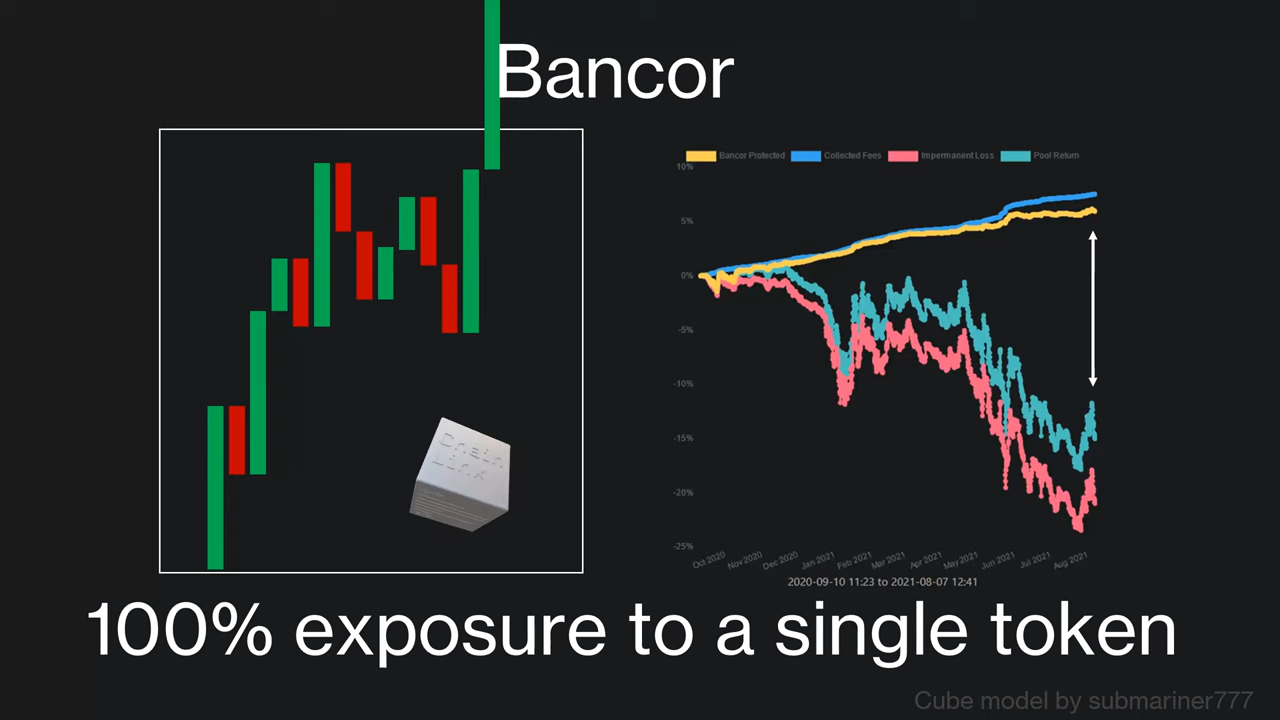 Bancor
Bancor Protected Collected Fees Impermanent Loss Pool Return
10%
5%
0%
-5%
-10%
-15%
-20%
-25%
Oct 2020 Nov 2020 Dec 2020 Jan 2021 Feb 2021 Mar 2021 Apr 2021 May 2021 Jun 2021 Jul 2021 Aug 2021
2020-09-10 11:23 to 2021-08-07 12:41
Chain
Link
100% exposure to a single token
Cube model by submariner777